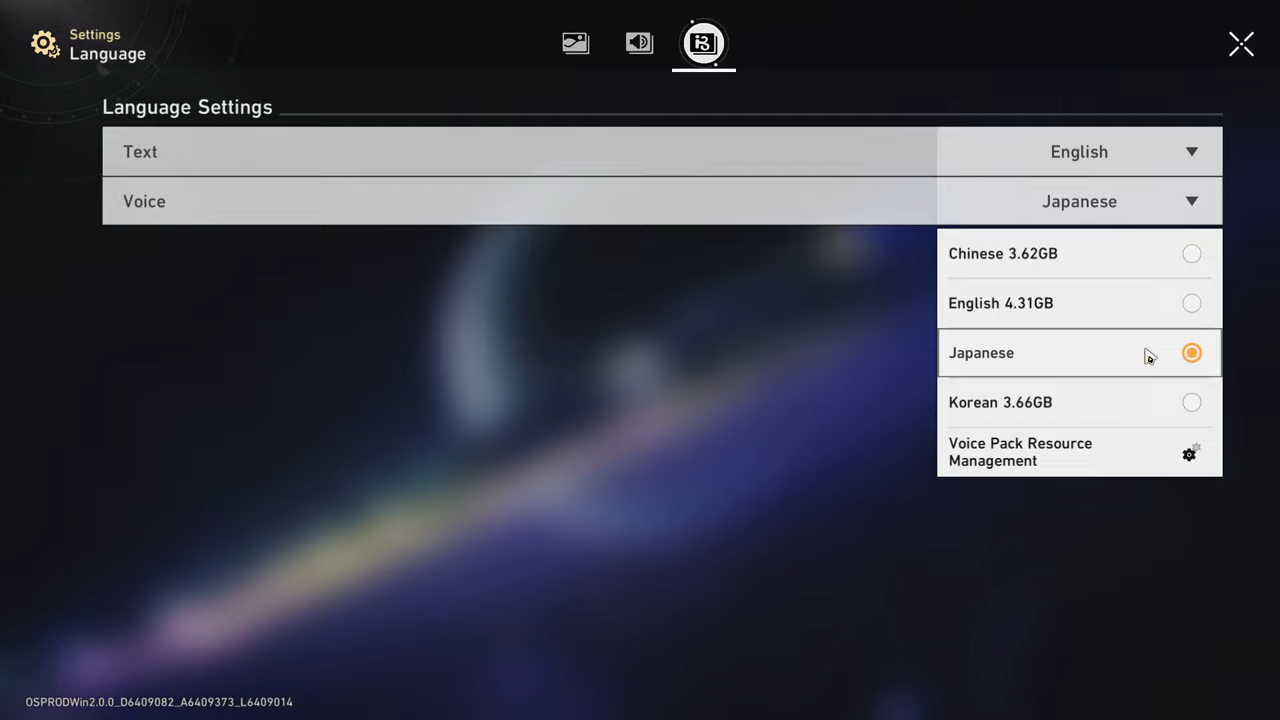 Settings
Language
Language Settings
Text English
Voice Japanese
Chinese 3.62GB
English 4.31GB
Japanese
Korean 3.66GB
Voice Pack Resource
Management
OSPRODWin2.0.0_D6409082_A6409373_L6409014